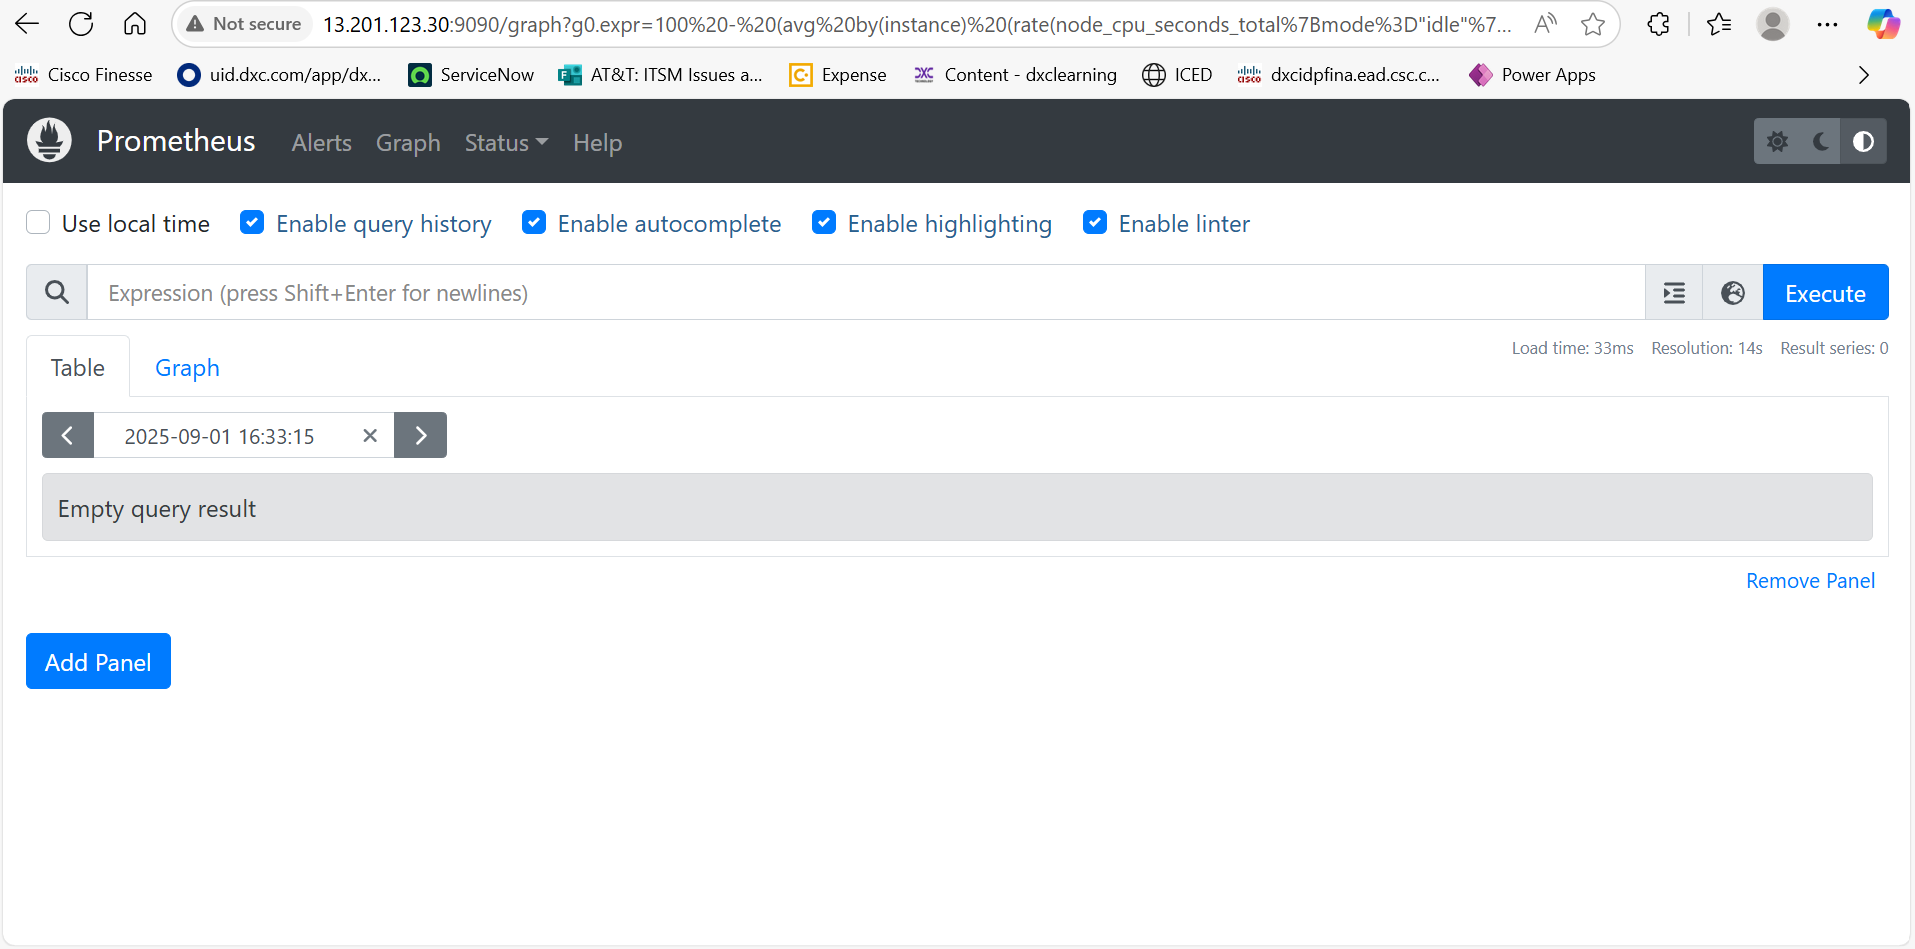 Not secure 13.201.123.30:9090/graph?g0.expr=100%20-%20(avg%20by(instance)%20(rate(node_cpu_seconds_total%7Bmode%3D"idle"%7...
Cisco Finesse uid.dxc.com/app/dx... ServiceNow AT&T: ITSM Issues a... Expense Content - dxclearning ICED dxcidpfina.ead.csc.c... Power Apps
Prometheus Alerts Graph Status Help
Use local time Enable query history Enable autocomplete Enable highlighting Enable linter
Expression (press Shift+Enter for newlines) Execute
Table Graph Load time: 33ms Resolution: 14s Result series: 0
2025-09-01 16:33:15
Empty query result
Remove Panel
Add Panel